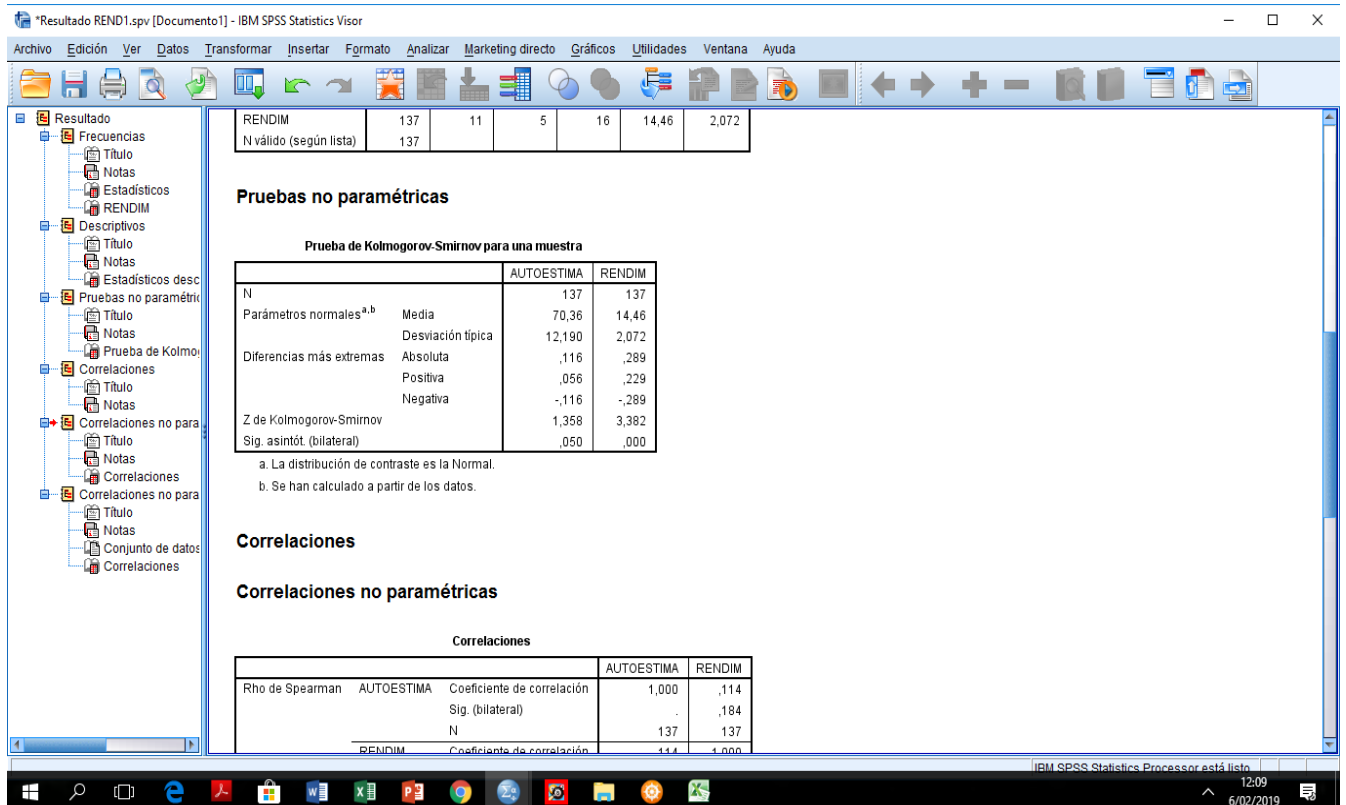 *Resultado REND1.spv [Documento1] - IBM SPSS Statistics Visor
Archivo Edición Ver Datos Transformar Insertar Formato Analizar Marketing directo Gráficos Utilidades Ventana Ayuda
Resultado
Frecuencias
Título
Notas
Estadísticos
RENDIM
Descriptivos
Título
Notas
Estadísticos desc
Pruebas no paramétric
Título
Notas
Prueba de Kolmog
Correlaciones
Título
Notas
Correlaciones no para
Título
Notas
Correlaciones
Correlaciones no para
Título
Notas
Conjunto de datos
Correlaciones
RENDIM 137 11 5 16 14,46 2,072
N válido (según lista) 137
Pruebas no paramétricas
Prueba de Kolmogorov-Smirnov para una muestra
AUTOESTIMA RENDIM
N 137 137
Parámetros normales a,b Media 70,36 14,46
Desviación típica 12,190 2,072
Diferencias más extremas Absoluta ,116 ,289
Positiva ,056 ,229
Negativa -,116 -,289
Z de Kolmogorov-Smirnov 1,358 3,382
Sig. asintót. (bilateral) ,050 ,000
a. La distribución de contraste es la Normal.
b. Se han calculado a partir de los datos.
Correlaciones
Correlaciones no paramétricas
Correlaciones
AUTOESTIMA RENDIM
Rho de Spearman AUTOESTIMA Coeficiente de correlación 1,000 ,114
Sig. (bilateral) . ,184
N 137 137
RENDIM Coeficiente de correlación ,114 1,000
IBM SPSS Statistics Processor está listo
12:09
6/02/2019